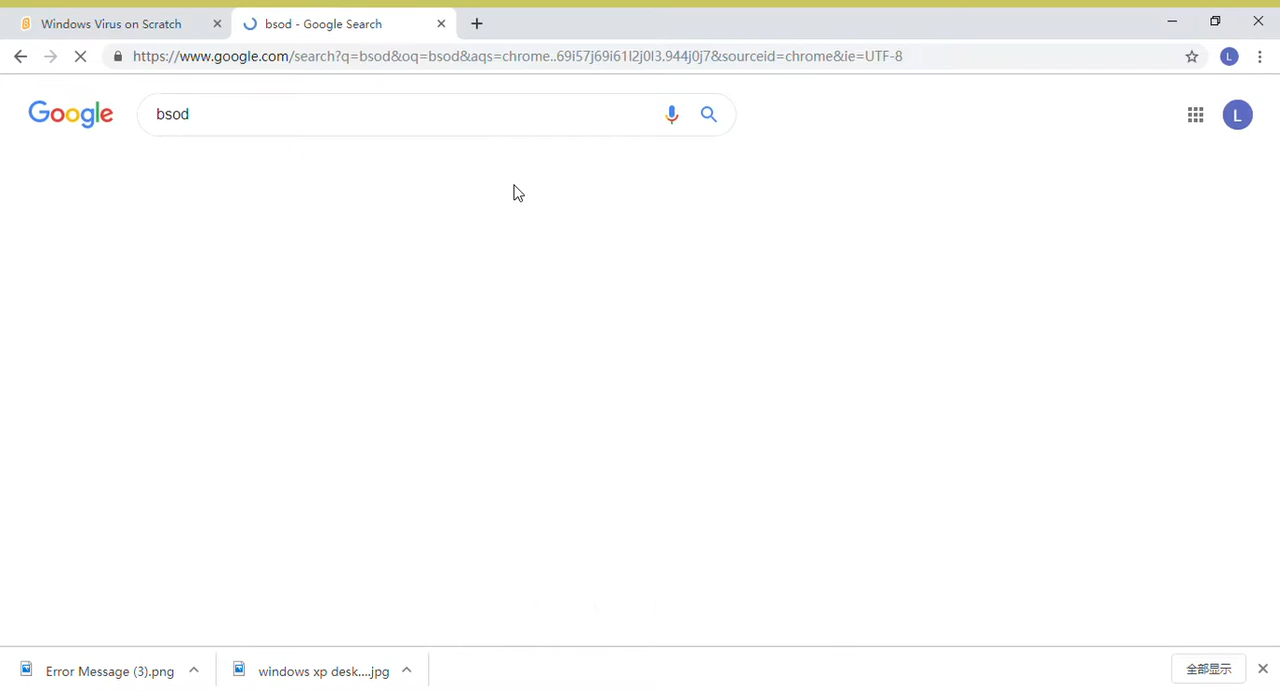 Windows Virus on Scratch
bsod - Google Search
https://www.google.com/search?q=bsod&oq=bsod&aqs=chrome..69i57j69i61l2j0l3.944j0j7&sourceid=chrome&ie=UTF-8
L
Google
bsod
L
Error Message (3).png
windows xp desk....jpg
全部显示